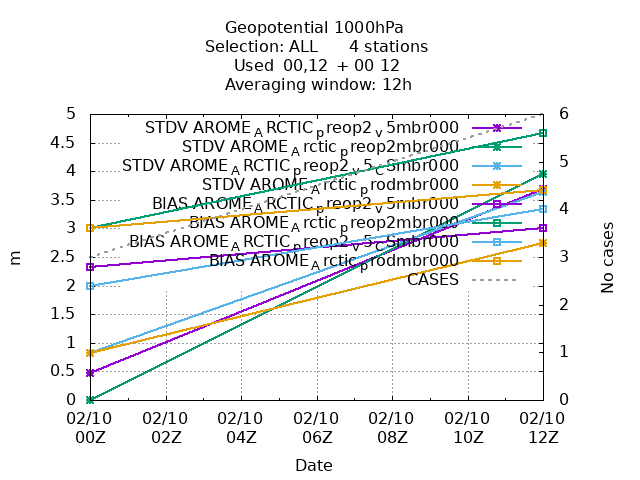 Geopotential 1000hPa
Selection: ALL 4 stations
Used 00,12 + 00 12
Averaging window: 12h
5
4.5
4
3.5
3
2.5
2
1.5
1
0.5
0
m
6
5
4
3
2
1
0
No cases
STDV AROME_ARCTIC_preop2_v5mbr000
STDV AROME_Arctic_preop2mbr000
STDV AROME_ARCTIC_preop2_v5_CSmbr000
STDV AROME_Arctic_prodmbr000
BIAS AROME_ARCTIC_preop2_v5mbr000
BIAS AROME_Arctic_preop2mbr000
BIAS AROME_ARCTIC_preop2_v5_CSmbr000
BIAS AROME_Arctic_prodmbr000
CASES
02/10 02/10 02/10 02/10 02/10 02/10 02/10
00Z 02Z 04Z 06Z 08Z 10Z 12Z
Date